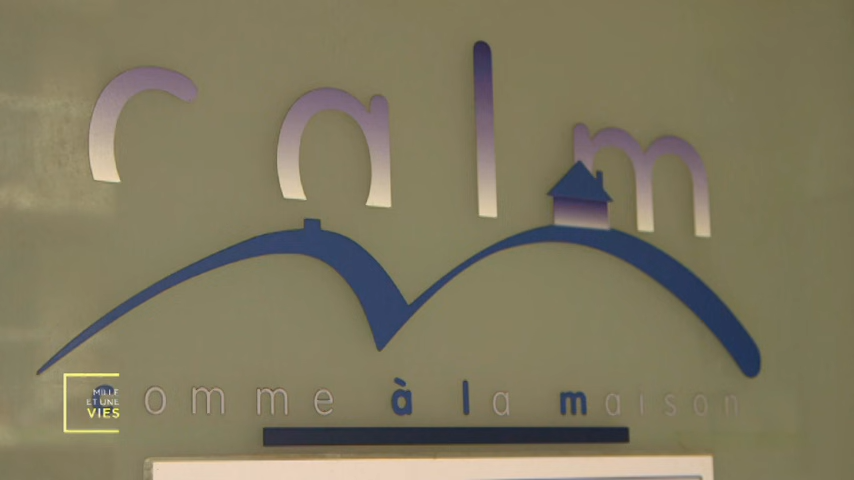 calm
comme à la maison
MILLE
ET UNE
VIES